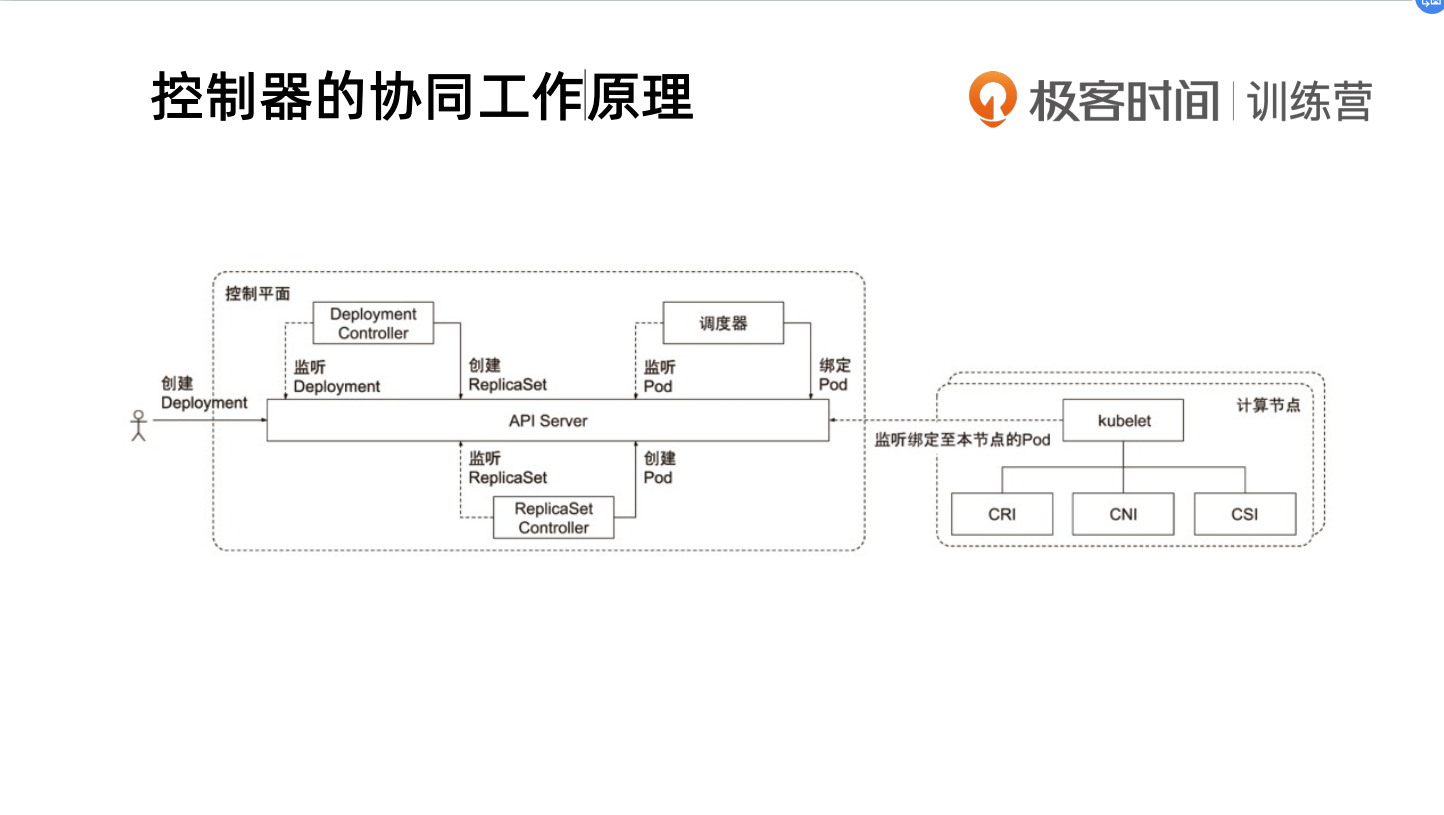 控制器的协同工作原理
极客时间 | 训练营
控制平面
Deployment
Controller
调度器
监听
Deployment
创建
ReplicaSet
监听
Pod
绑定
Pod
创建
Deployment
API Server
监听
ReplicaSet
创建
Pod
ReplicaSet
Controller
监听绑定至本节点的Pod
计算节点
kubelet
CRI
CNI
CSI